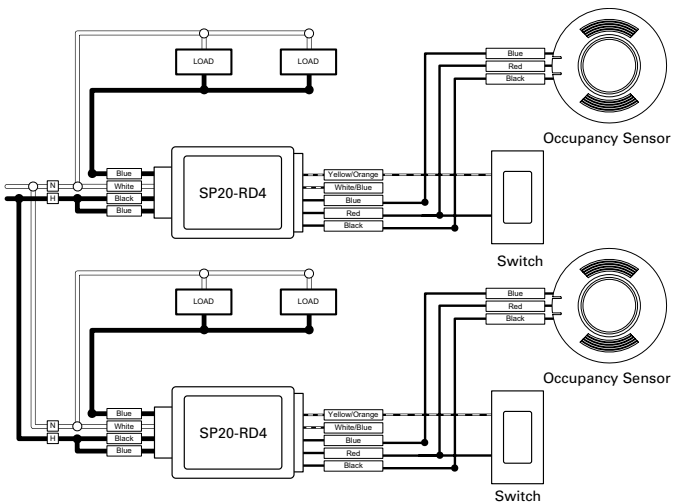 LOAD LOAD
Blue
Red
Black
Occupancy Sensor
Blue
N White
H Black
Blue
SP20-RD4
Yellow/Orange
White/Blue
Blue
Red
Black
Switch
LOAD LOAD
Blue
Red
Black
Occupancy Sensor
Blue
N White
H Black
Blue
SP20-RD4
Yellow/Orange
White/Blue
Blue
Red
Black
Switch